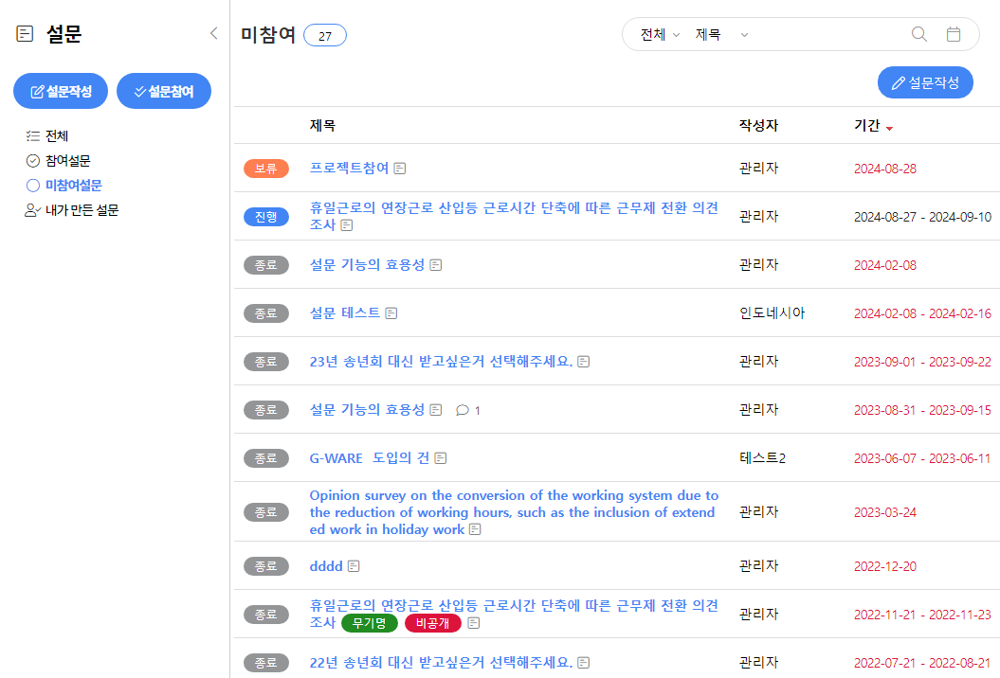 설문
설문작성 설문참여
전체
참여설문
미참여설문
내가 만든 설문
미참여 27
전체 제목
설문작성
제목 작성자 기간
보류 프로젝트참여 관리자 2024-08-28
진행 휴일근로의 연장근로 산입등 근로시간 단축에 따른 근무제 전환 의견
조사 관리자 2024-08-27 - 2024-09-10
종료 설문 기능의 효용성 관리자 2024-02-08
종료 설문 테스트 인도네시아 2024-02-08 - 2024-02-16
종료 23년 송년회 대신 받고싶은거 선택해주세요. 관리자 2023-09-01 - 2023-09-22
종료 설문 기능의 효용성 1 관리자 2023-08-31 - 2023-09-15
종료 G-WARE 도입의 건 테스트2 2023-06-07 - 2023-06-11
Opinion survey on the conversion of the working system due to
종료 the reduction of working hours, such as the inclusion of extend 관리자 2023-03-24
ed work in holiday work
종료 dddd 관리자 2022-12-20
종료 휴일근로의 연장근로 산입등 근로시간 단축에 따른 근무제 전환 의견
조사 무기명 비공개 관리자 2022-11-21 - 2022-11-23
종료 22년 송년회 대신 받고싶은거 선택해주세요. 관리자 2022-07-21 - 2022-08-21